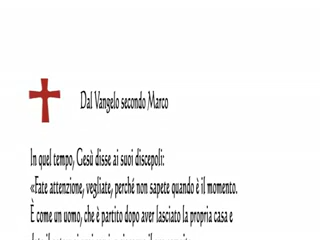 Dal Vangelo secondo Marco
In quel tempo, Gesù disse ai suoi discepoli:
«Fate attenzione, vegliate, perché non sapete quando è il momento.
È come un uomo, che è partito dopo aver lasciato la propria casa e